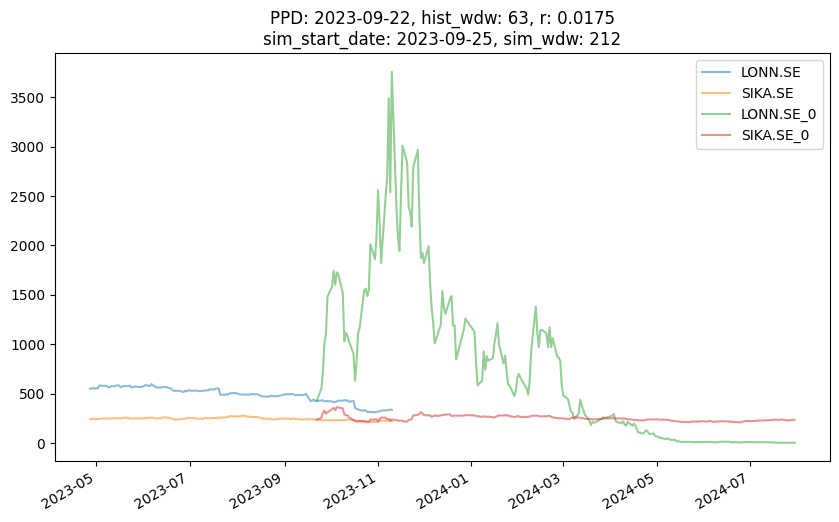 PPD: 2023-09-22, hist_wdw: 63, r: 0.0175
sim_start_date: 2023-09-25, sim_wdw: 212
LONN.SE
SIKA.SE
LONN.SE_0
SIKA.SE_0
3500
3000
2500
2000
1500
1000
500
0
2023-05
2023-07
2023-09
2023-11
2024-01
2024-03
2024-05
2024-07